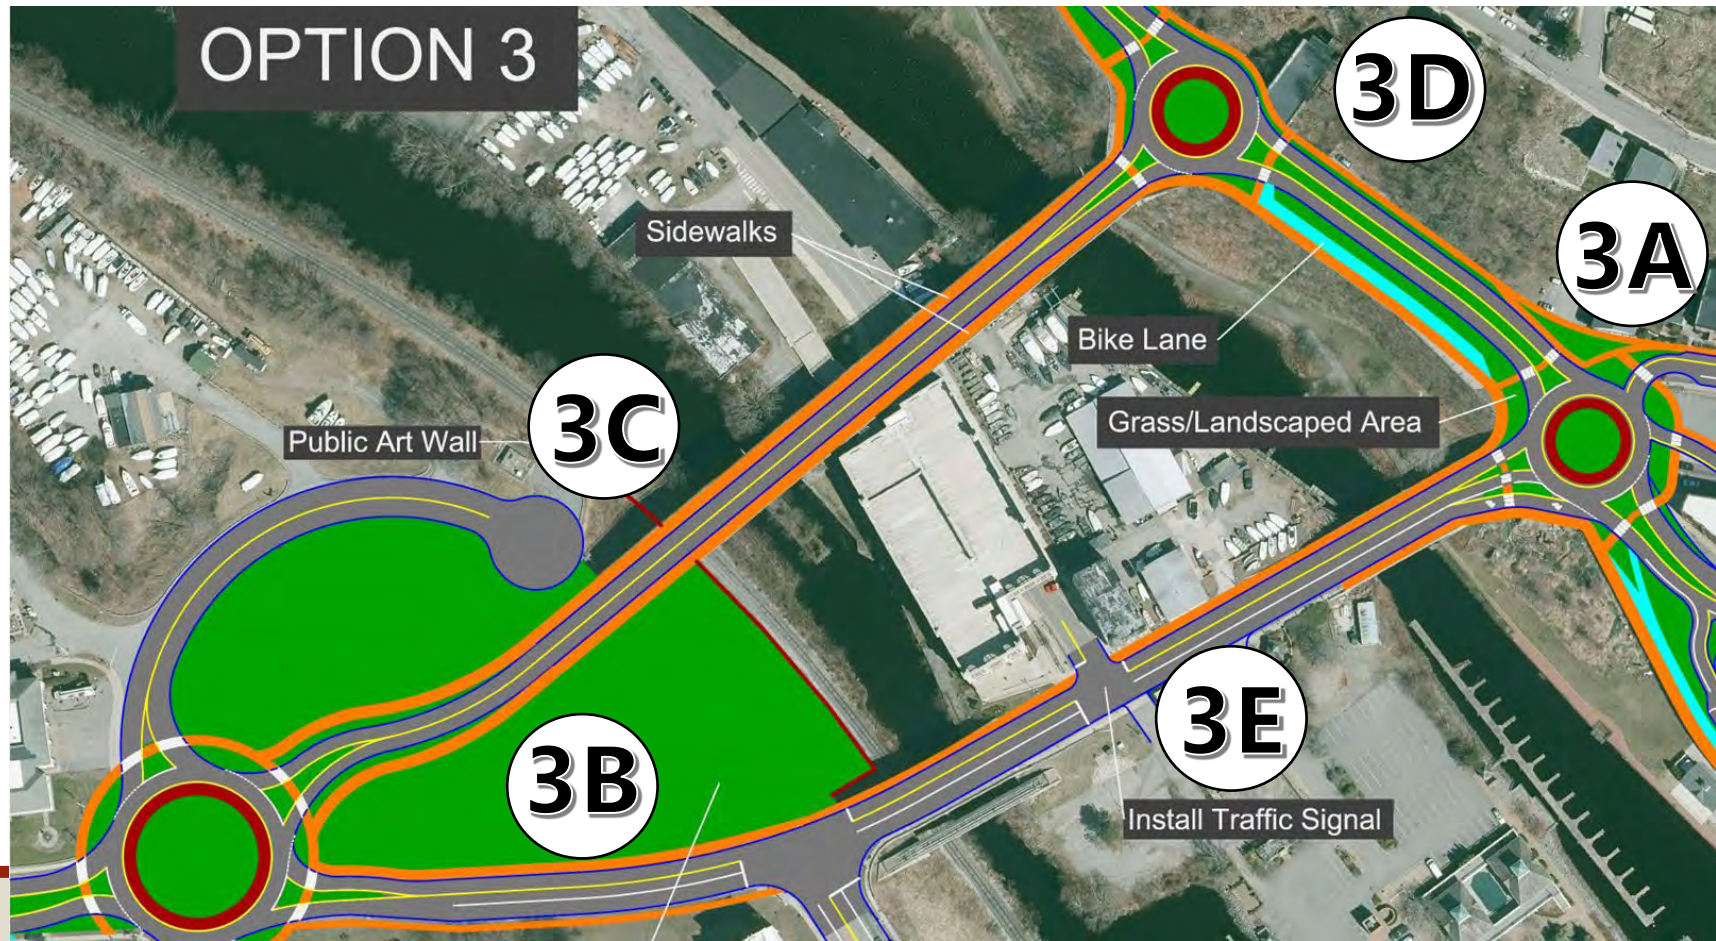 OPTION 3
3D
3A
Sidewalks
Bike Lane
Grass/Landscaped Area
3C
Public Art Wall
3E
3B
Install Traffic Signal